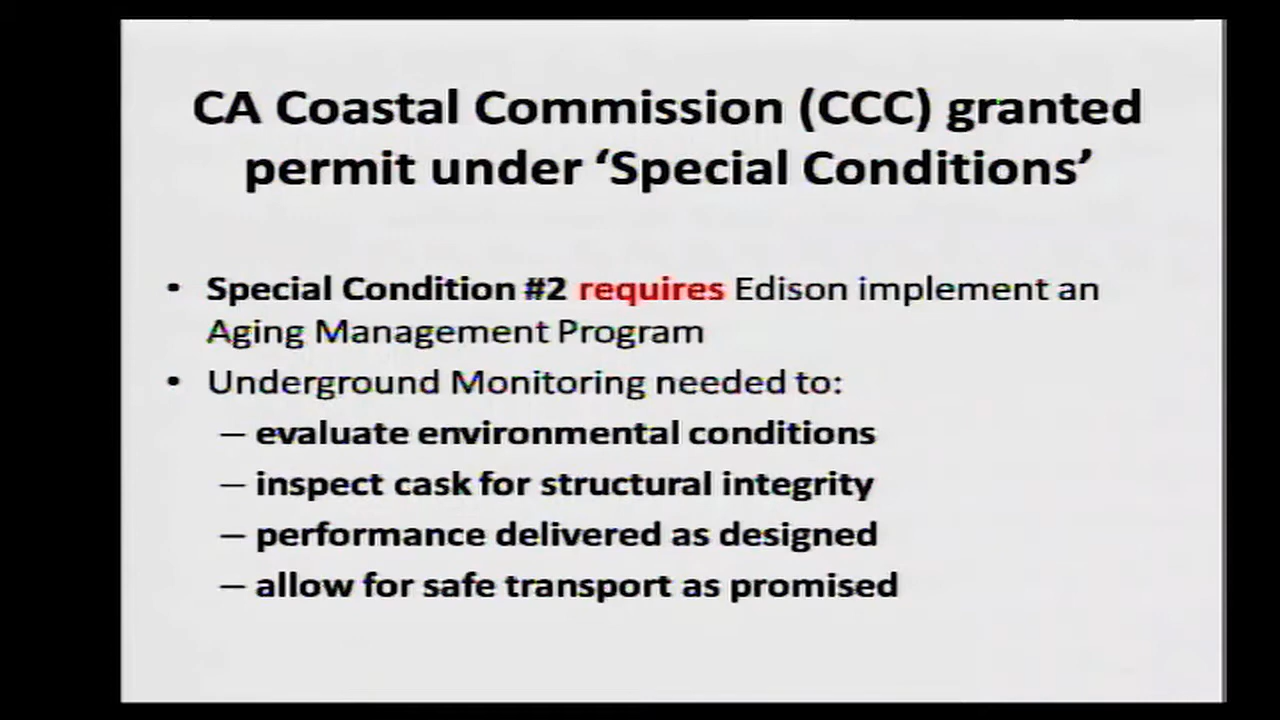 CA Coastal Commission (CCC) granted
permit under ‘Special Conditions’
• Special Condition #2 requires Edison implement an
Aging Management Program
• Underground Monitoring needed to:
– evaluate environmental conditions
– inspect cask for structural integrity
– performance delivered as designed
– allow for safe transport as promised